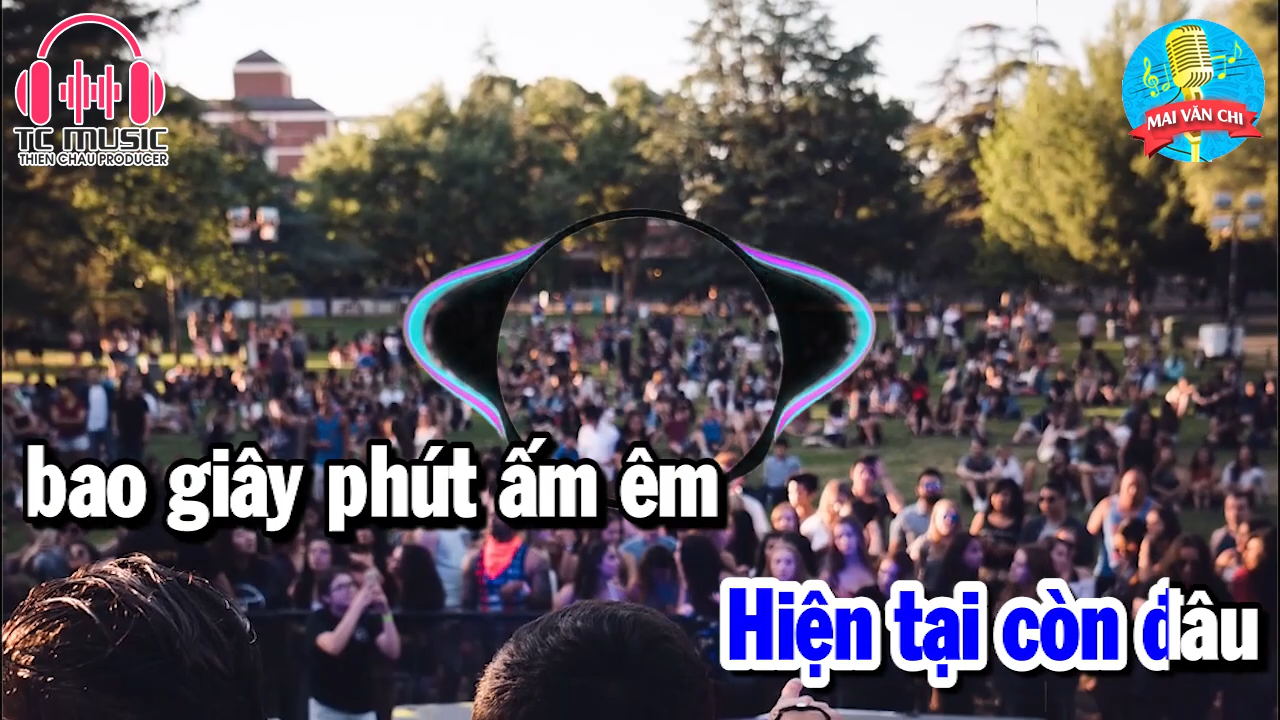 TC MUSIC
THIEN CHAU PRODUCER
MAI VĂN CHI
bao giây phút ấm êm
Hiện tại còn đâu